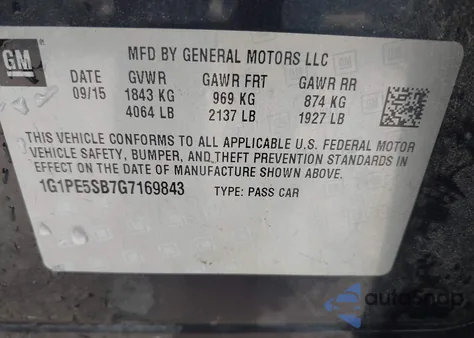 GM
MFD BY GENERAL MOTORS LLC
DATE GVWR GAWR FRT GAWR RR
09/15 1843 KG 969 KG 874 KG
4064 LB 2137 LB 1927 LB
THIS VEHICLE CONFORMS TO ALL APPLICABLE U.S. FEDERAL MOTOR
VEHICLE SAFETY, BUMPER, AND THEFT PREVENTION STANDARDS IN
EFFECT ON THE DATE OF MANUFACTURE SHOWN ABOVE.
1G1PE5SB7G7169843 TYPE: PASS CAR
autoSnap